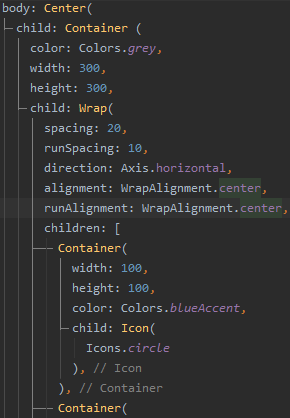 body: Center(
child: Container (
color: Colors.grey,
width: 300,
height: 300,
child: Wrap(
spacing: 20,
runSpacing: 10,
direction: Axis.horizontal,
alignment: WrapAlignment.center,
runAlignment: WrapAlignment.center,
children: [
Container(
width: 100,
height: 100,
color: Colors.blueAccent,
child: Icon(
Icons.circle
), // Icon
), // Container
Container(